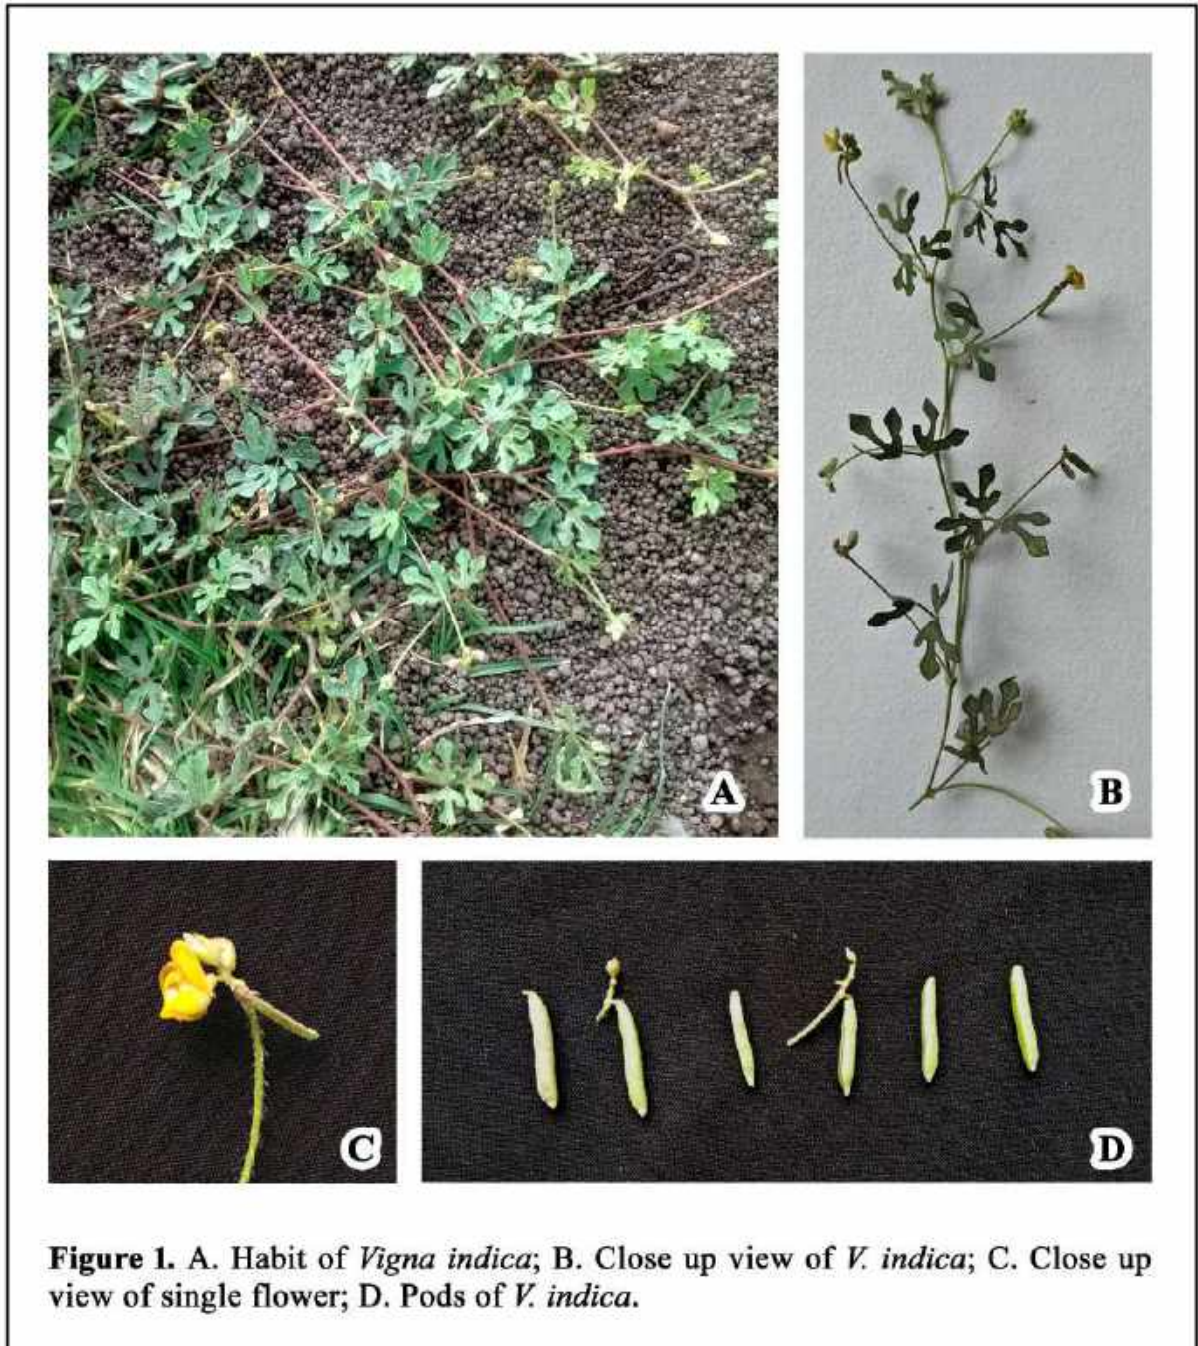 A
B
C
D
Figure 1. A. Habit of Vigna indica; B. Close up view of V. indica; C. Close up
view of single flower; D. Pods of V. indica.